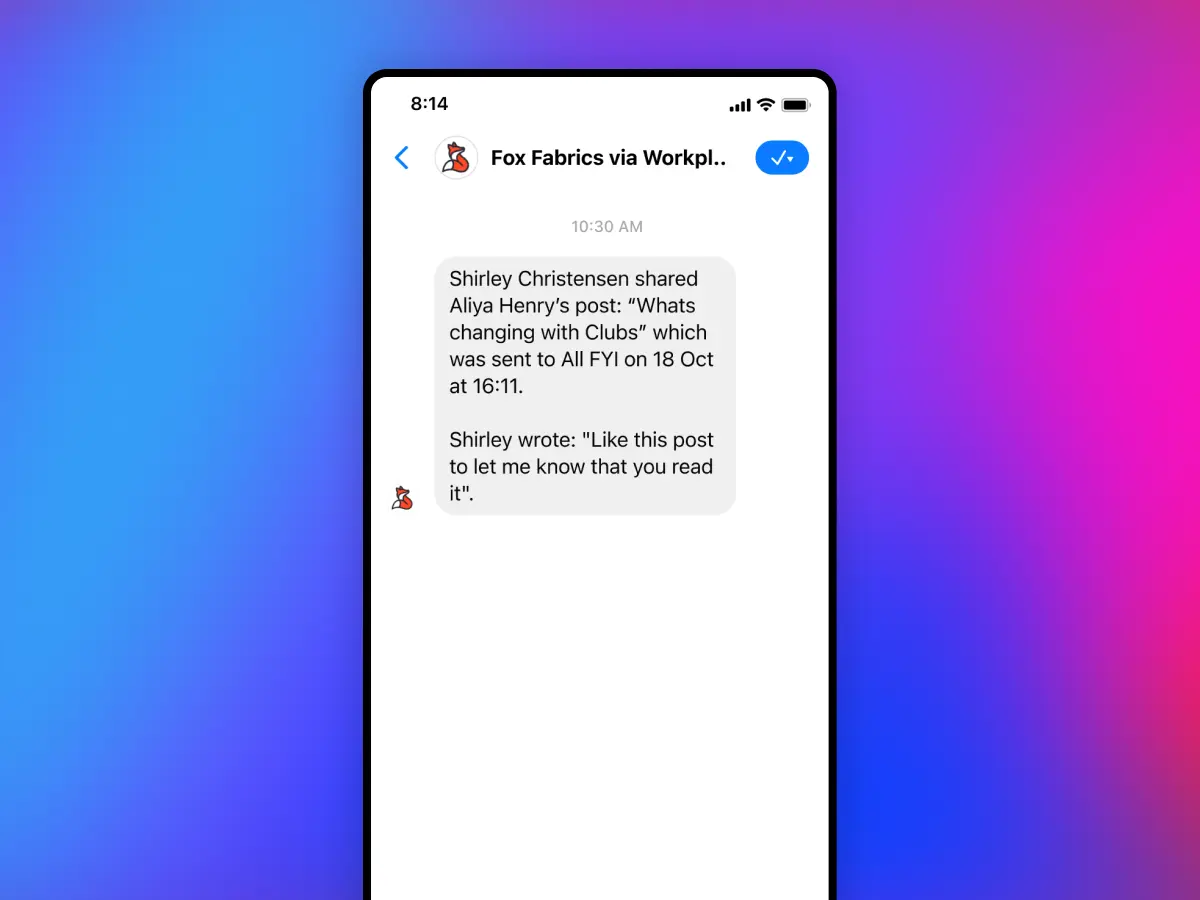 8:14
Fox Fabrics via Workpl..
10:30 AM
Shirley Christensen shared
Aliya Henry’s post: “Whats
changing with Clubs” which
was sent to All FYI on 18 Oct
at 16:11.
Shirley wrote: "Like this post
to let me know that you read
it".